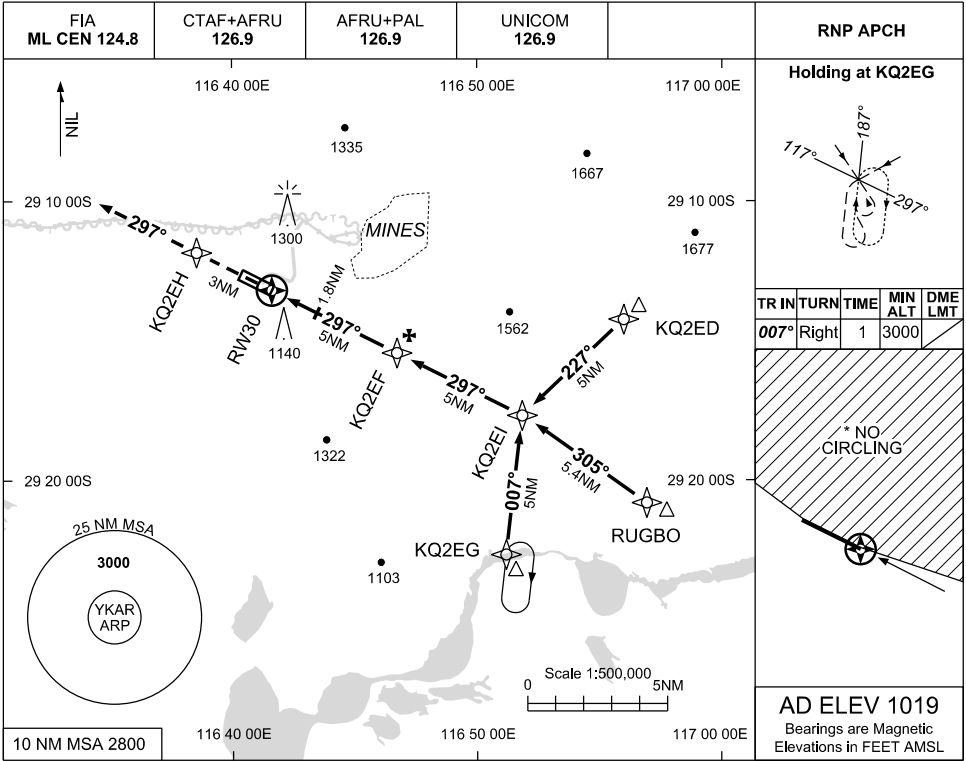 FIA
ML CEN 124.8
CTAF+AFRU
126.9
AFRU+PAL
126.9
UNICOM
126.9
RNP APCH
116 40 00E
116 50 00E
117 00 00E
NIL
1335
1667
29 10 00S
29 10 00S
297°
1300
MINES
1677
KQ2EH
3NM
RW30
1140
1.8NM
297°
5NM
KQ2EF
1562
KQ2ED
227°
5NM
297°
5NM
KQ2EI
1322
305°
5.4NM
29 20 00S
29 20 00S
007°
5NM
RUGBO
KQ2EG
25 NM MSA
3000
YKAR
ARP
1103
Scale 1:500,000
0
5NM
10 NM MSA 2800
116 40 00E
116 50 00E
117 00 00E
Holding at KQ2EG
187°
117°
297°
TR IN TURN TIME MIN ALT DME LMT
007° Right 1 3000
* NO
CIRCLING
AD ELEV 1019
Bearings are Magnetic
Elevations in FEET AMSL